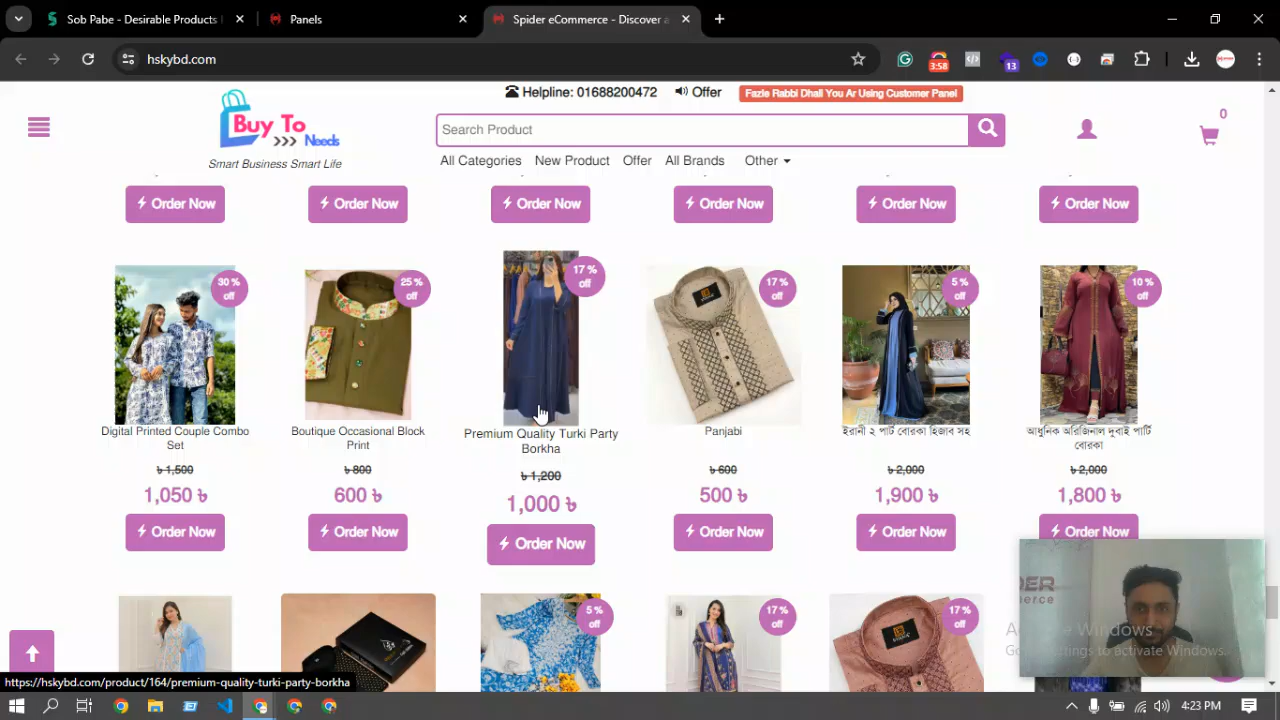 Sob Pabe - Desirable Products
Panels
Spider eCommerce - Discover a
hskybd.com
3:58
13
Helpline: 01688200472
Offer
Fazle Rabbi Dhali You Ar Using Customer Panel
Buy To
>>> Needs
Smart Business Smart Life
Search Product
0
All Categories
New Product
Offer
All Brands
Other
Order Now
Order Now
Order Now
Order Now
Order Now
Order Now
30 %
off
25 %
off
17 %
off
17 %
off
5 %
off
10 %
off
Digital Printed Couple Combo
Set
Boutique Occasional Block
Print
Premium Quality Turki Party
Borkha
Panjabi
ইরানী ২ পার্ট বোরকা হিজাব সহ
আধুনিক অরিজিনাল দুবাই পার্টি
বোরকা
৳ 1,500
৳ 800
৳ 1,200
৳ 600
৳ 2,000
৳ 2,000
1,050 ৳
600 ৳
1,000 ৳
500 ৳
1,900 ৳
1,800 ৳
Order Now
Order Now
Order Now
Order Now
Order Now
Order Now
5 %
off
17 %
off
17 %
off
https://hskybd.com/product/164/premium-quality-turki-party-borkha
4:23 PM